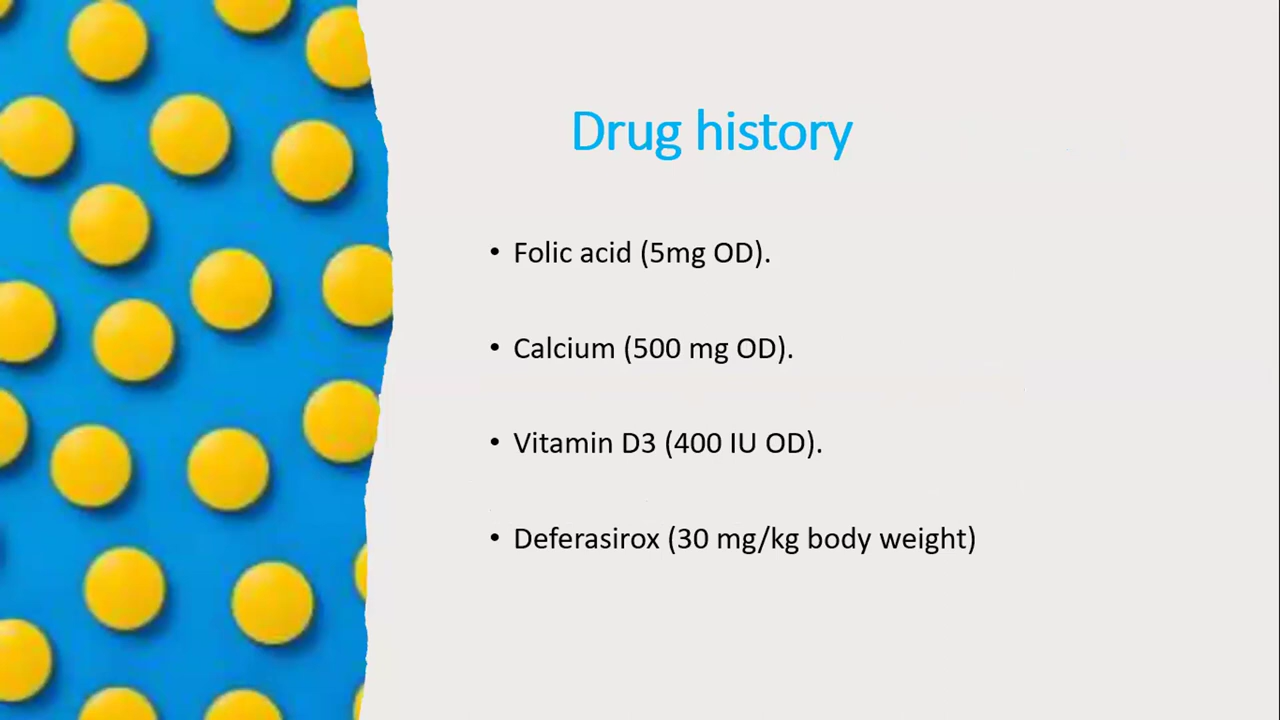 Drug history
• Folic acid (5mg OD).
• Calcium (500 mg OD).
• Vitamin D3 (400 IU OD).
• Deferasirox (30 mg/kg body weight)